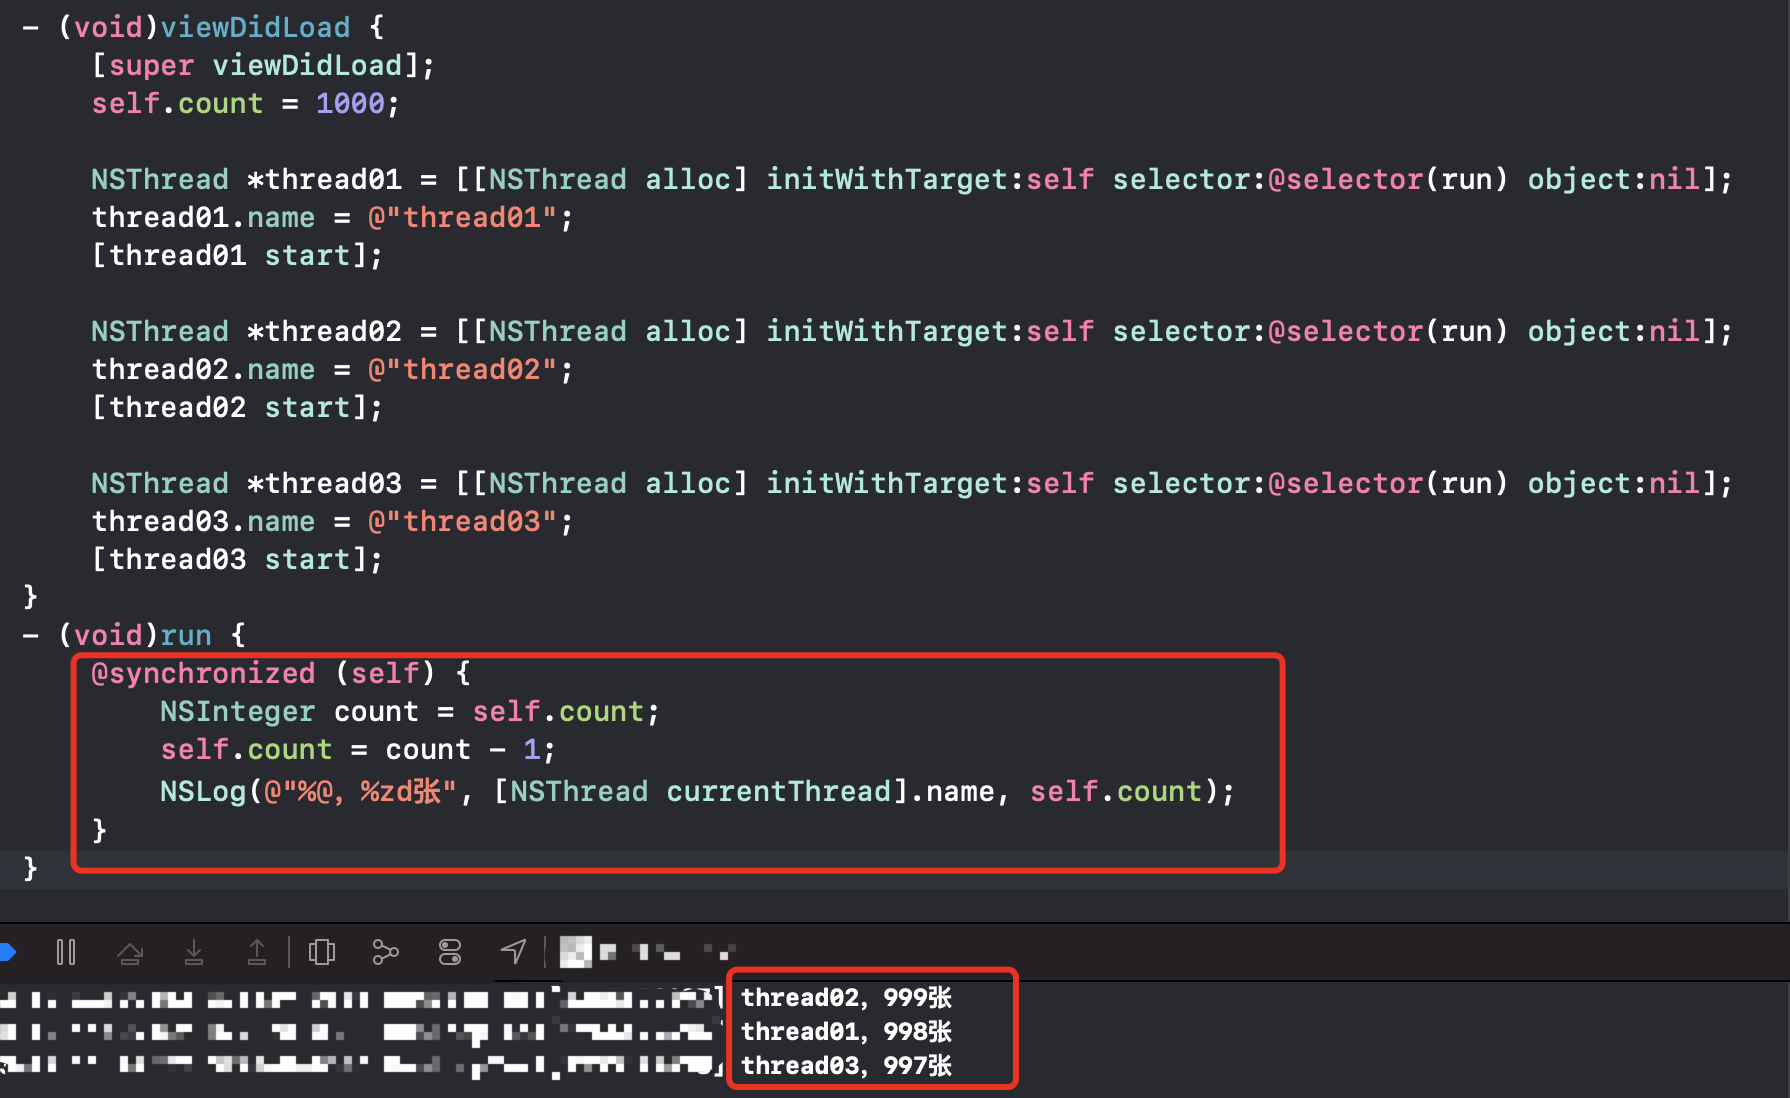 - (void)viewDidLoad {
    [super viewDidLoad];
    self.count = 1000;
    NSThread *thread01 = [[NSThread alloc] initWithTarget:self selector:@selector(run) object:nil];
    thread01.name = @"thread01";
    [thread01 start];
    NSThread *thread02 = [[NSThread alloc] initWithTarget:self selector:@selector(run) object:nil];
    thread02.name = @"thread02";
    [thread02 start];
    NSThread *thread03 = [[NSThread alloc] initWithTarget:self selector:@selector(run) object:nil];
    thread03.name = @"thread03";
    [thread03 start];
}
- (void)run {
    @synchronized (self) {
        NSInteger count = self.count;
        self.count = count - 1;
        NSLog(@"%@, %zd张", [NSThread currentThread].name, self.count);
    }
}
thread02, 999张
thread01, 998张
thread03, 997张